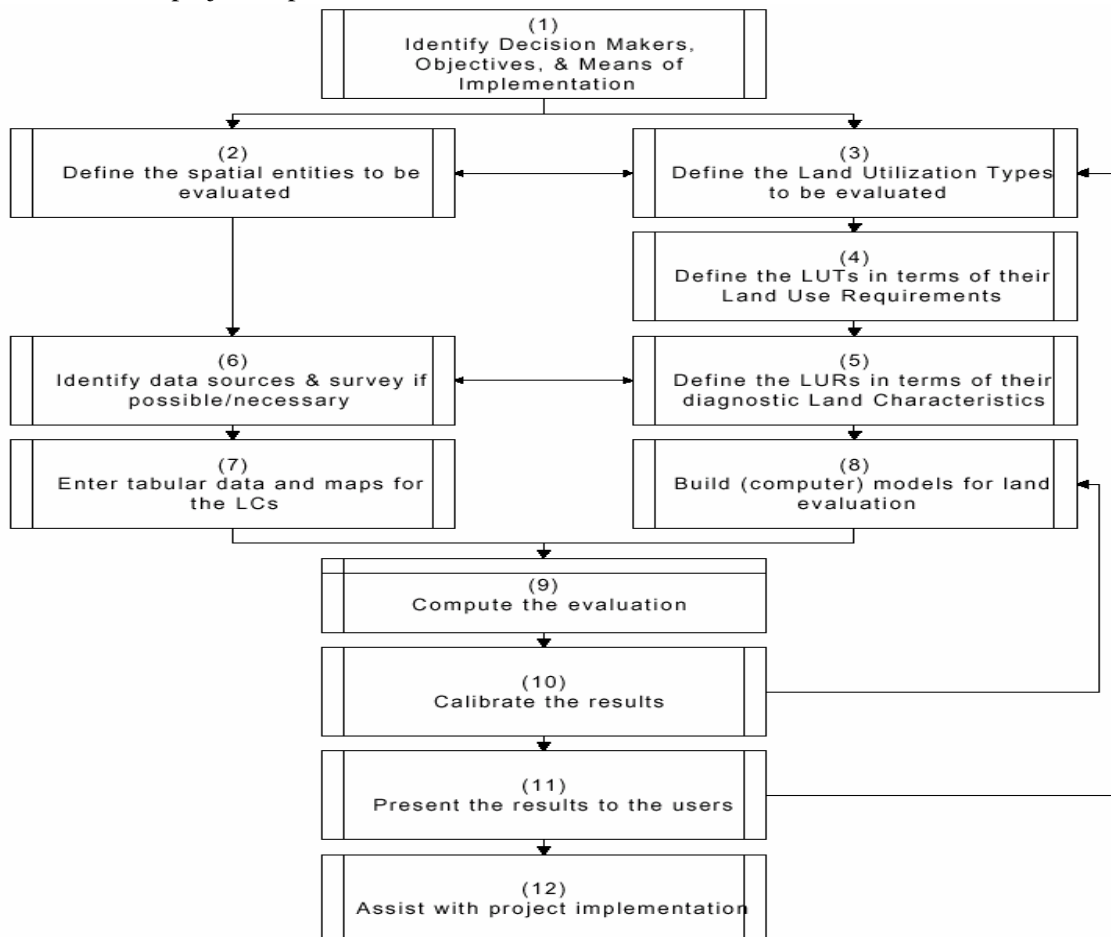 (1)
Identify Decision Makers,
Objectives, & Means of
Implementation
(2)
Define the spatial entities to be
evaluated
(3)
Define the Land Utilization Types
to be evaluated
(4)
Define the LUTs in terms of their
Land Use Requirements
(6)
Identify data sources & survey if
possible/necessary
(5)
Define the LURs in terms of their
diagnostic Land Characteristics
(7)
Enter tabular data and maps for
the LCs
(8)
Build (computer) models for land
evaluation
(9)
Compute the evaluation
(10)
Calibrate the results
(11)
Present the results to the users
(12)
Assist with project implementation